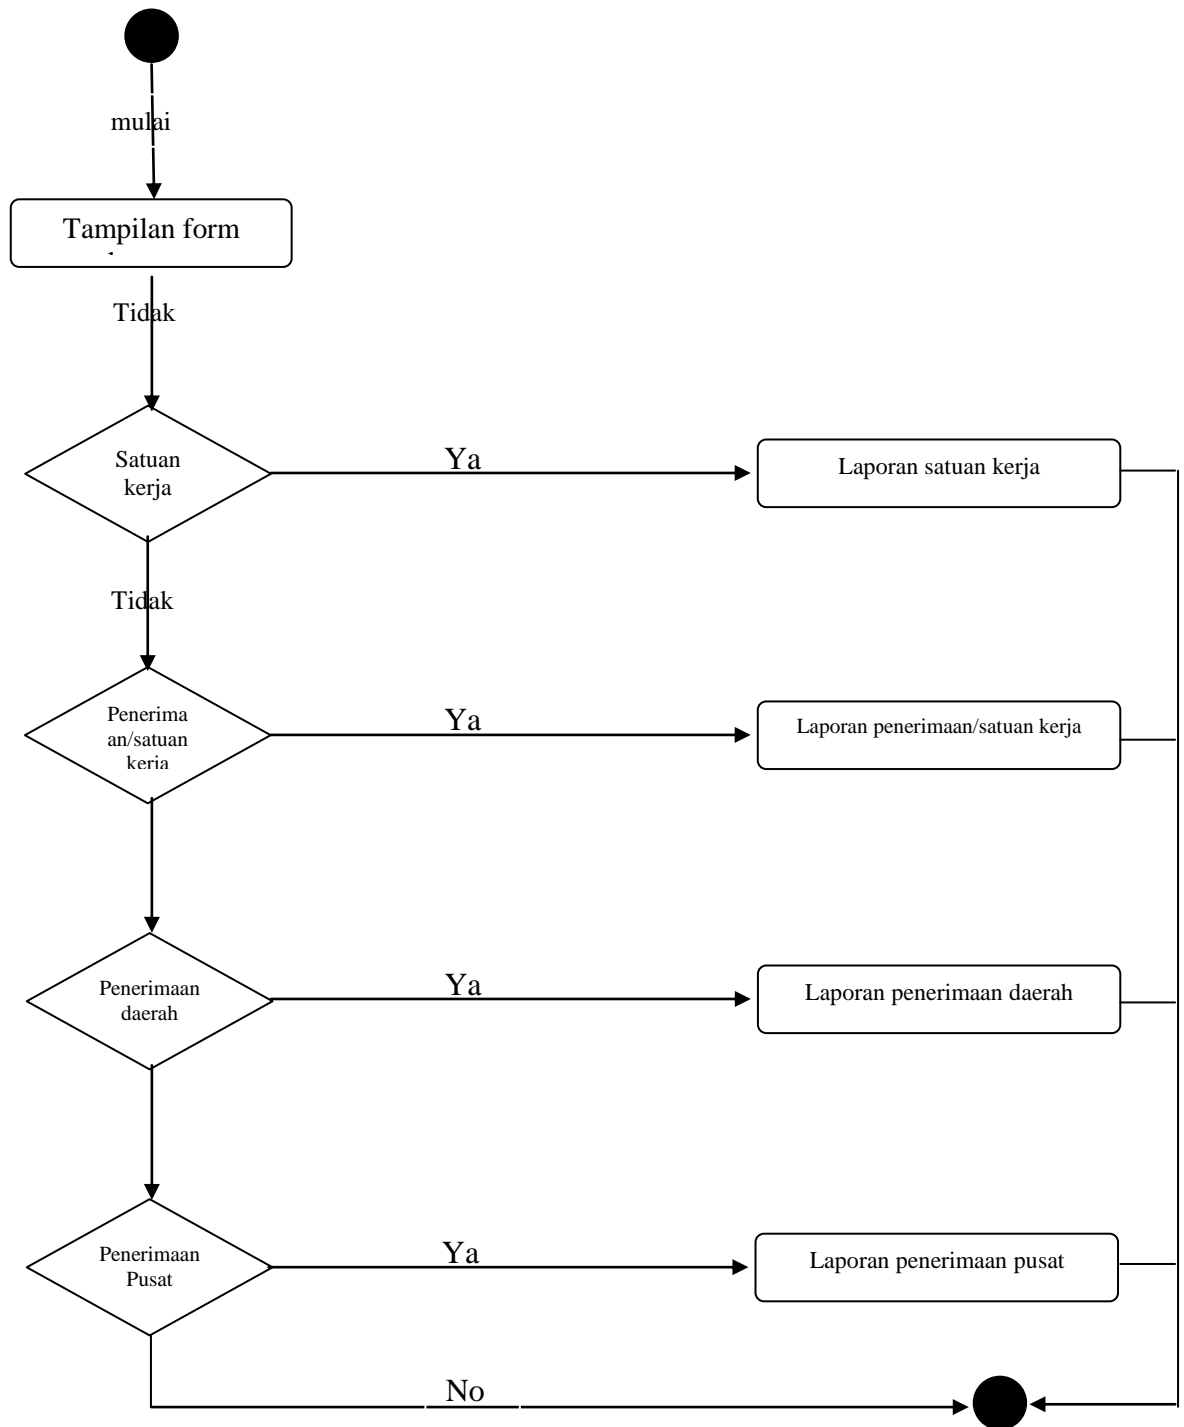 mulai
Tampilan form
Tidak
Satuan
kerja
Ya
Laporan satuan kerja
Tidak
Penerima
an/satuan
kerja
Ya
Laporan penerimaan/satuan kerja
Penerimaan
daerah
Ya
Laporan penerimaan daerah
Penerimaan
Pusat
Ya
Laporan penerimaan pusat
No